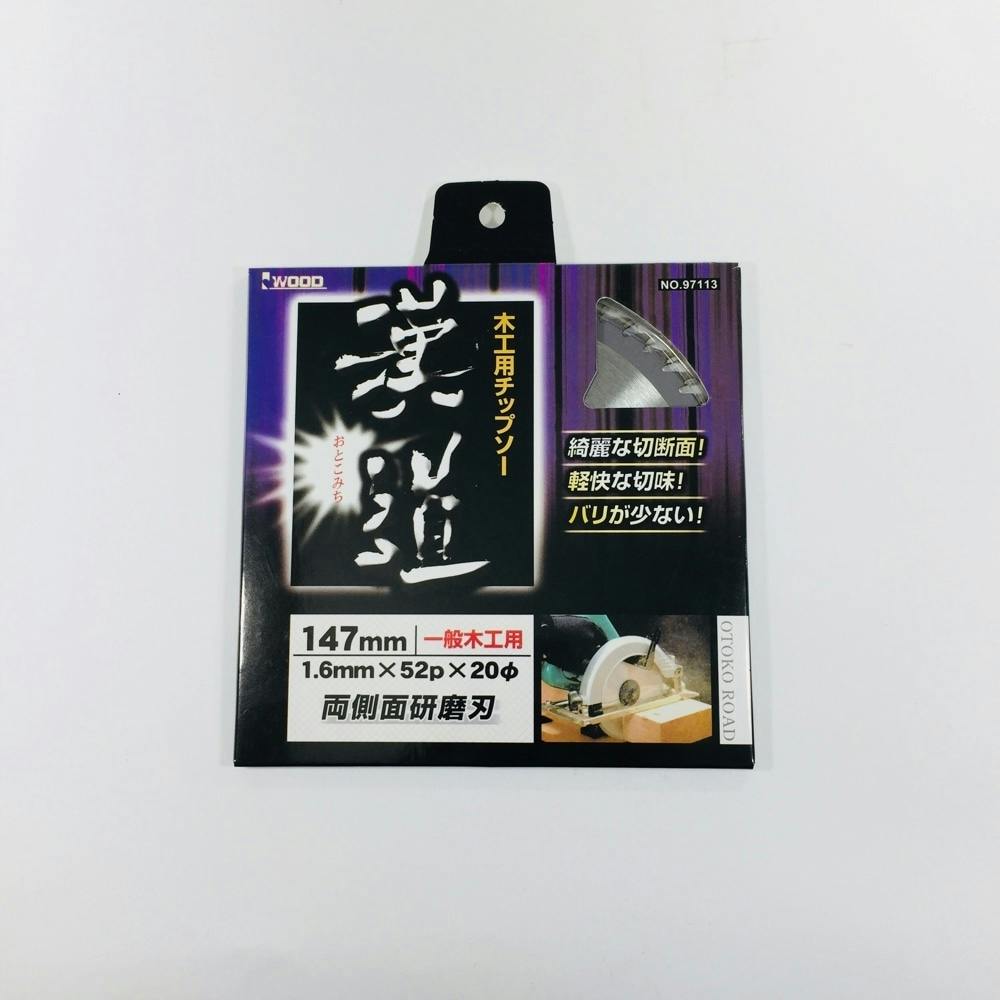 WOOD
NO.97113
漢道
おとこみち
木工用チップソー
綺麗な切断面!
軽快な切味!
バリが少ない!
147mm 一般木工用
1.6mm×52p×20φ
両側面研磨刃
OTOKO ROAD